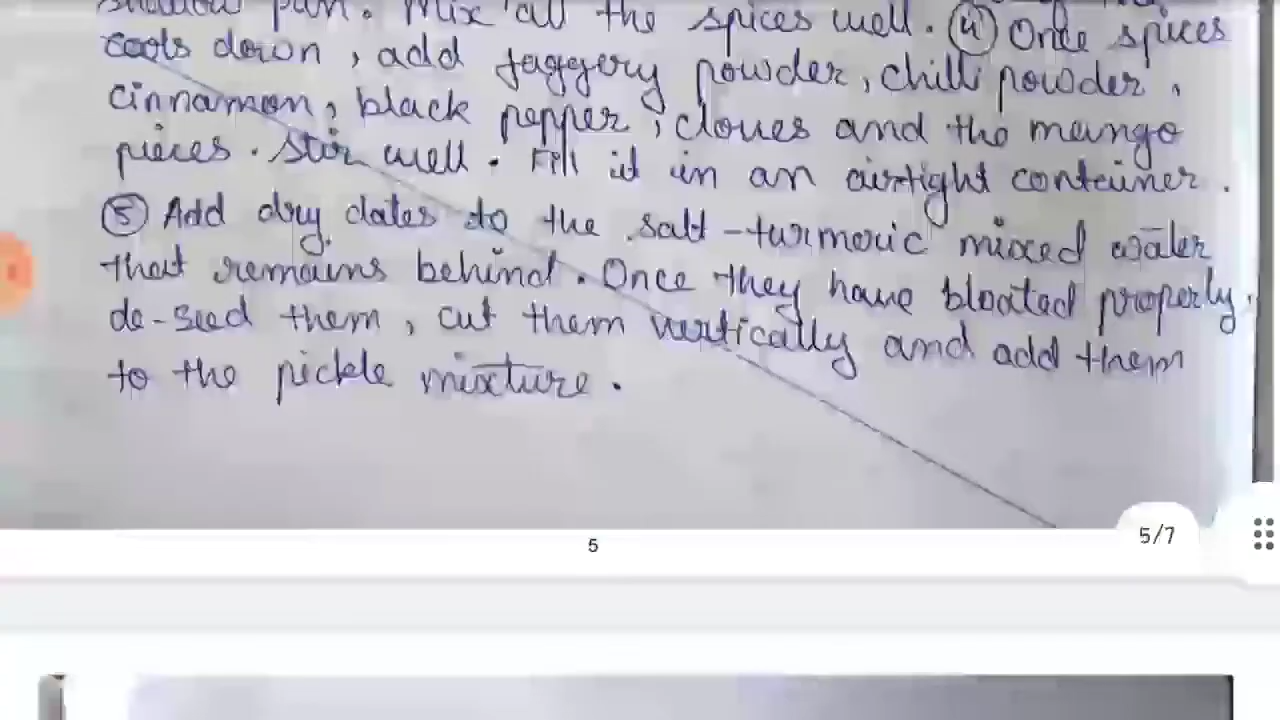 shallow pan. Mix all the spices well. ④ Once spices
cools down, add jaggery powder, chilli powder,
cinnamon, black pepper, cloves and the mango
pieces. Stir well. Fill it in an airtight container.
⑤ Add dry dates to the salt-turmeric mixed water
that remains behind. Once they have bloated properly,
de-seed them, cut them vertically and add them
to the pickle mixture.
5
5/7